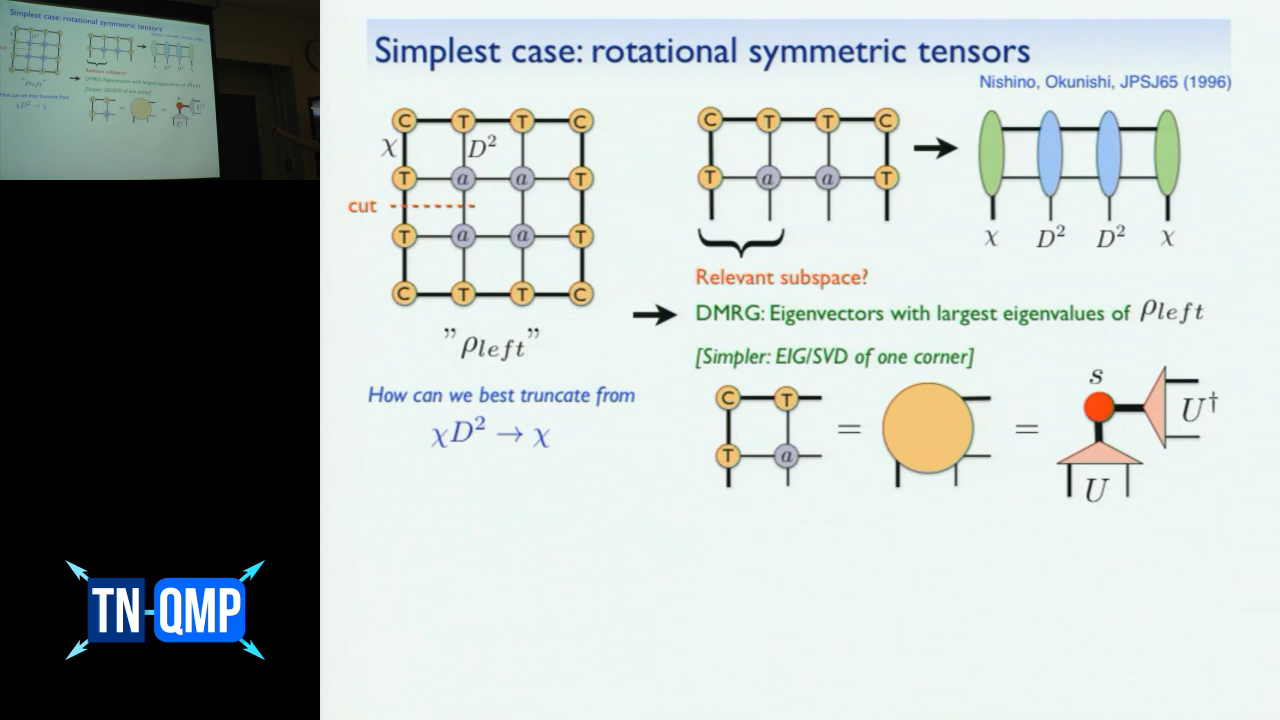 Simplest case: rotational symmetric tensors
Nishino, Okunishi, JPSJ65 (1996)
C T T C
χ D²
T a a T
cut
T a a T
C T T C
"ρleft"
How can we best truncate from
χD² → χ
C T T C
T a a T
χ D² D² χ
Relevant subspace?
DMRG: Eigenvectors with largest eigenvalues of ρleft
[Simpler: EIG/SVD of one corner]
C T
T a
= =
s
U†
U
TN-QMP